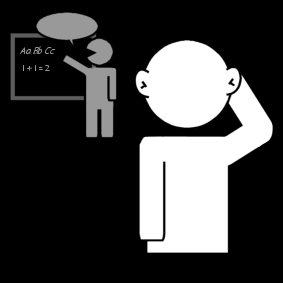 Aa Bb Cc
1 + 1 = 2